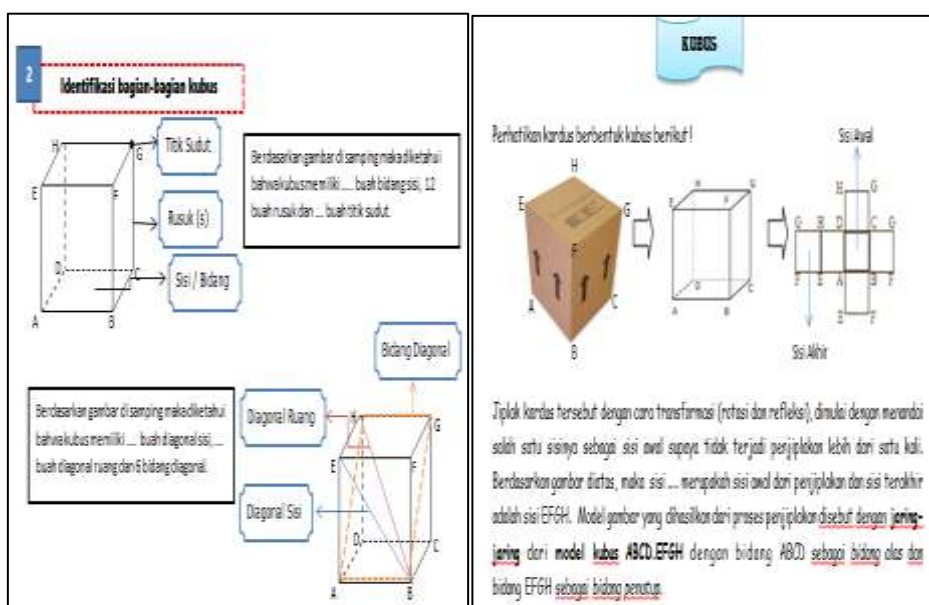 2
Identifikasi bagian-bagian kubus
H
G
E
F
D
C
A
B
Titik Sudut
Rusuk (s)
Sisi / Bidang
Berdasarkan gambar di samping maka diketahui
bahwa kubus memiliki .... buah bidang sisi, 12
buah rusuk dan ... buah titik sudut.
Bidang Diagonal
Diagonal Ruang
Diagonal Sisi
Berdasarkan gambar di samping maka diketahui
bahwa kubus memiliki .... buah diagonal sisi, ...
buah diagonal ruang dan 6 bidang diagonal.
H
G
E
F
D
C
A
B
KUBUS
Perhatikan kardus berbentuk kubus berikut !
H
E
G
F
A
C
B
H
G
E
F
D
C
A
B
Sisi Awal
G
C
G
F
E
A
B
F
E
F
Sisi Akhir
Jiplak kardus tersebut dengan cara transformasi (rotasi dan refleksi), dimulai dengan menandai
salah satu sisinya sebagai sisi awal supaya tidak terjadi penjiplakan lebih dari satu kali.
Berdasarkan gambar diatas, maka sisi .... merupakah sisi awal dari penjiplakan dan sisi terakhir
adalah sisi EFGH. Model gambar yang dihasilkan dari proses penjiplakan disebut dengan jaring-
jaring dari model kubus ABCD.EFGH dengan bidang ABCD sebagai bidang alas dan
bidang EFGH sebagai bidang penutup.